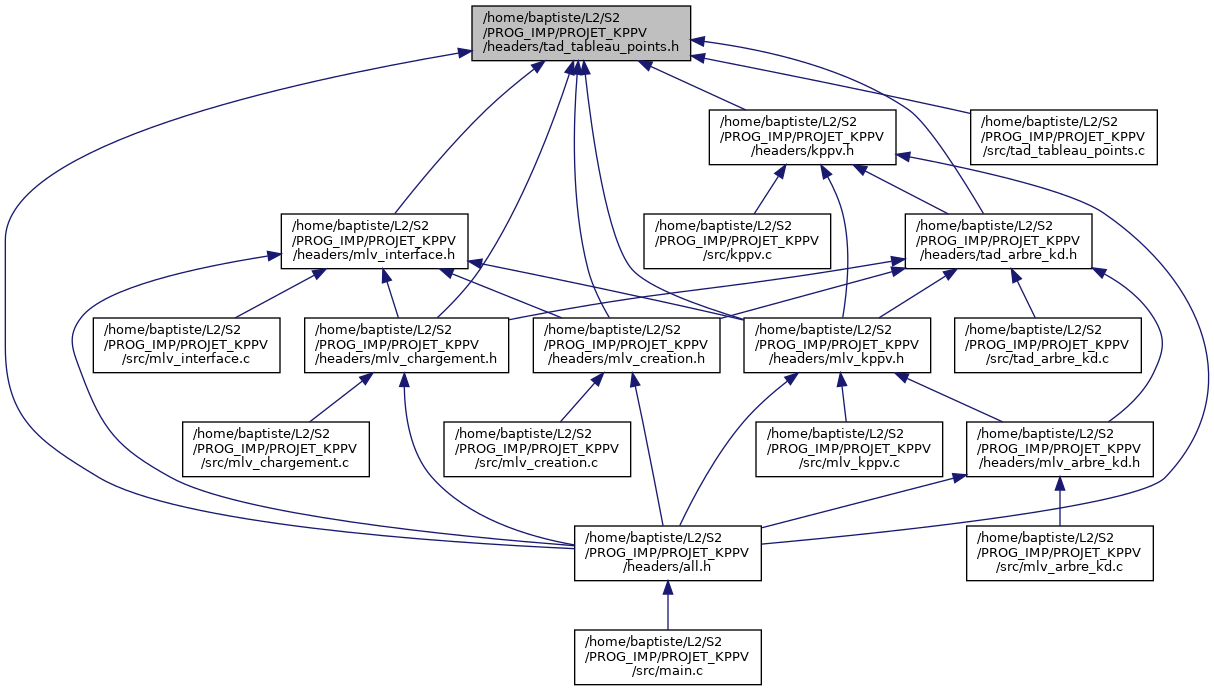 /home/baptiste/L2/S2
/PROG_IMP/PROJET_KPPV
/headers/tad_tableau_points.h
/home/baptiste/L2/S2
/PROG_IMP/PROJET_KPPV
/headers/kppv.h
/home/baptiste/L2/S2
/PROG_IMP/PROJET_KPPV
/src/tad_tableau_points.c
/home/baptiste/L2/S2
/PROG_IMP/PROJET_KPPV
/headers/mlv_interface.h
/home/baptiste/L2/S2
/PROG_IMP/PROJET_KPPV
/src/kppv.c
/home/baptiste/L2/S2
/PROG_IMP/PROJET_KPPV
/headers/tad_arbre_kd.h
/home/baptiste/L2/S2
/PROG_IMP/PROJET_KPPV
/src/mlv_interface.c
/home/baptiste/L2/S2
/PROG_IMP/PROJET_KPPV
/headers/mlv_chargement.h
/home/baptiste/L2/S2
/PROG_IMP/PROJET_KPPV
/headers/mlv_creation.h
/home/baptiste/L2/S2
/PROG_IMP/PROJET_KPPV
/headers/mlv_kppv.h
/home/baptiste/L2/S2
/PROG_IMP/PROJET_KPPV
/src/tad_arbre_kd.c
/home/baptiste/L2/S2
/PROG_IMP/PROJET_KPPV
/src/mlv_chargement.c
/home/baptiste/L2/S2
/PROG_IMP/PROJET_KPPV
/src/mlv_creation.c
/home/baptiste/L2/S2
/PROG_IMP/PROJET_KPPV
/src/mlv_kppv.c
/home/baptiste/L2/S2
/PROG_IMP/PROJET_KPPV
/headers/mlv_arbre_kd.h
/home/baptiste/L2/S2
/PROG_IMP/PROJET_KPPV
/headers/all.h
/home/baptiste/L2/S2
/PROG_IMP/PROJET_KPPV
/src/mlv_arbre_kd.c
/home/baptiste/L2/S2
/PROG_IMP/PROJET_KPPV
/src/main.c